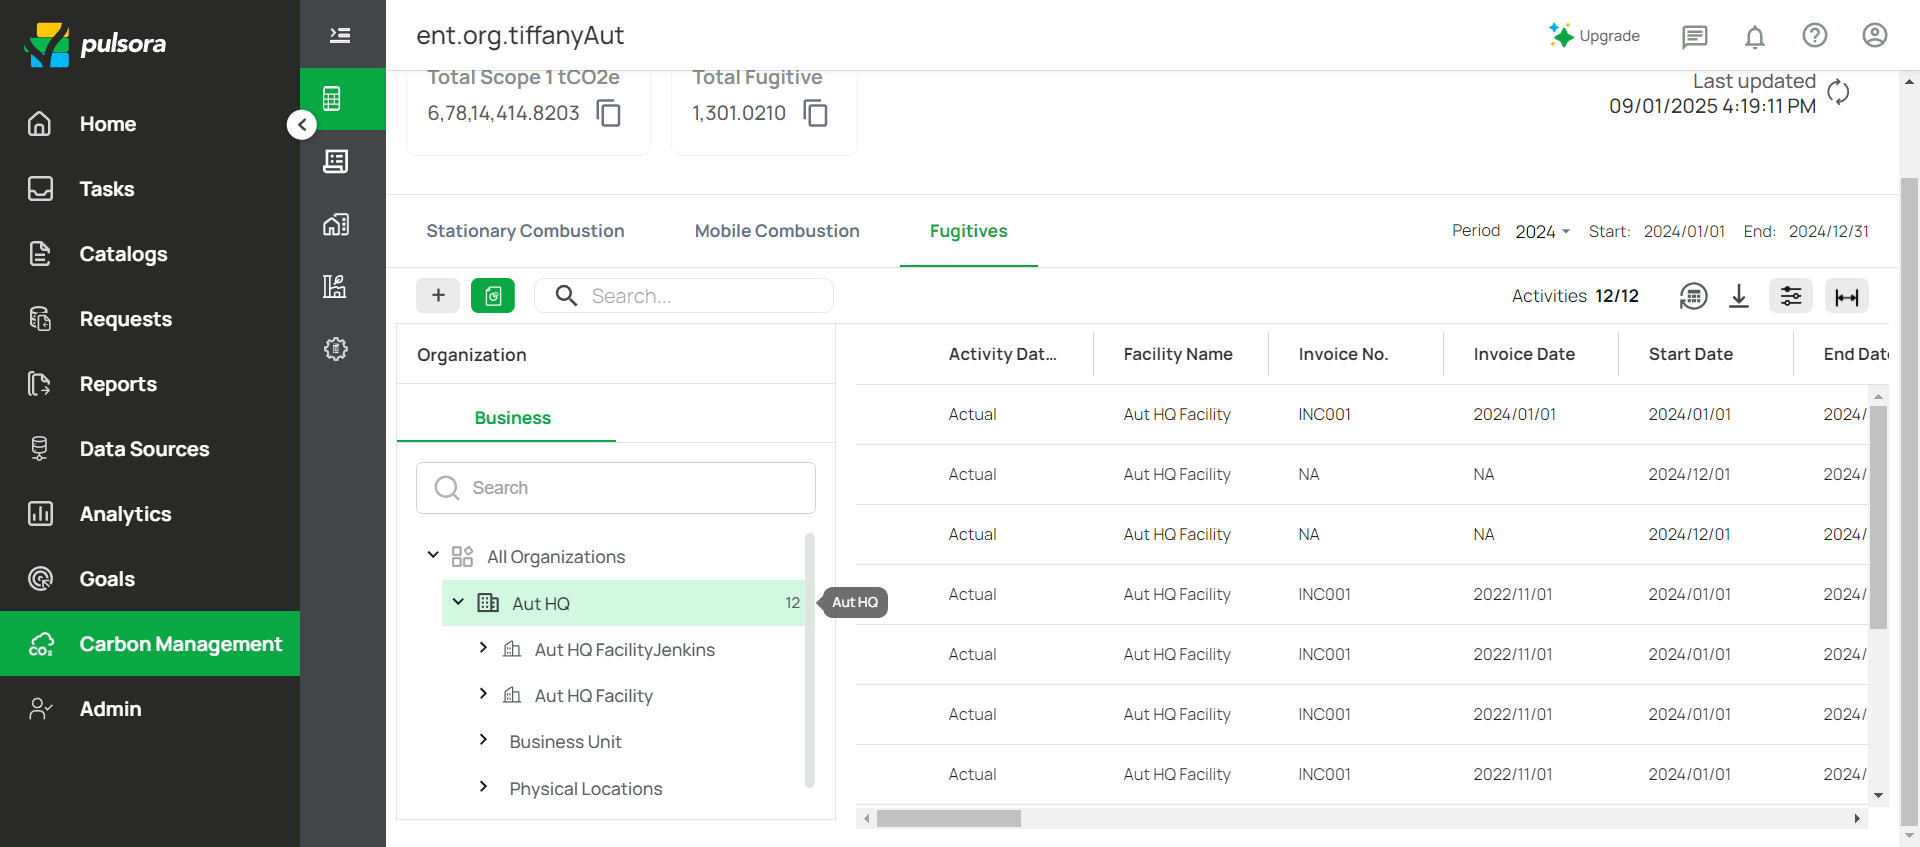 pulsora
Home
Tasks
Catalogs
Requests
Reports
Data Sources
Analytics
Goals
Carbon Management
Admin
ent.org.tiffanyAut
Upgrade
Total Scope 1 tCO2e
6,78,14,414.8203
Total Fugitive
1,301.0210
Last updated
09/01/2025 4:19:11 PM
Stationary Combustion
Mobile Combustion
Fugitives
Period 2024 Start: 2024/01/01 End: 2024/12/31
Search...
Activities 12/12
Organization
Business
Search
All Organizations
Aut HQ 12
Aut HQ
Aut HQ FacilityJenkins
Aut HQ Facility
Business Unit
Physical Locations
Activity Dat... Facility Name Invoice No. Invoice Date Start Date End Date
Actual Aut HQ Facility INC001 2024/01/01 2024/01/01 2024/
Actual Aut HQ Facility NA NA 2024/12/01 2024/
Actual Aut HQ Facility NA NA 2024/12/01 2024/
Actual Aut HQ Facility INC001 2022/11/01 2024/01/01 2024/
Actual Aut HQ Facility INC001 2022/11/01 2024/01/01 2024/
Actual Aut HQ Facility INC001 2022/11/01 2024/01/01 2024/
Actual Aut HQ Facility INC001 2022/11/01 2024/01/01 2024/